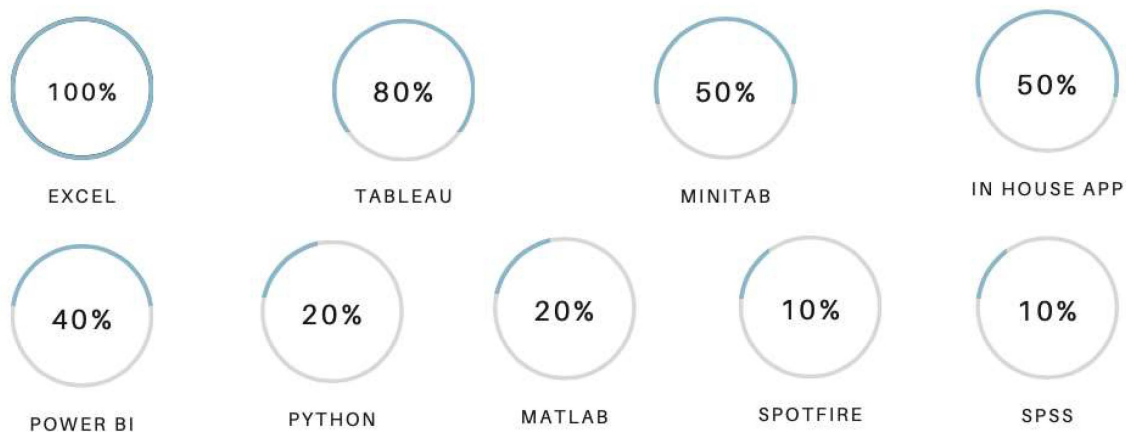 100%
EXCEL
80%
TABLEAU
50%
MINITAB
50%
IN HOUSE APP
40%
POWER BI
20%
PYTHON
20%
MATLAB
10%
SPOTFIRE
10%
SPSS